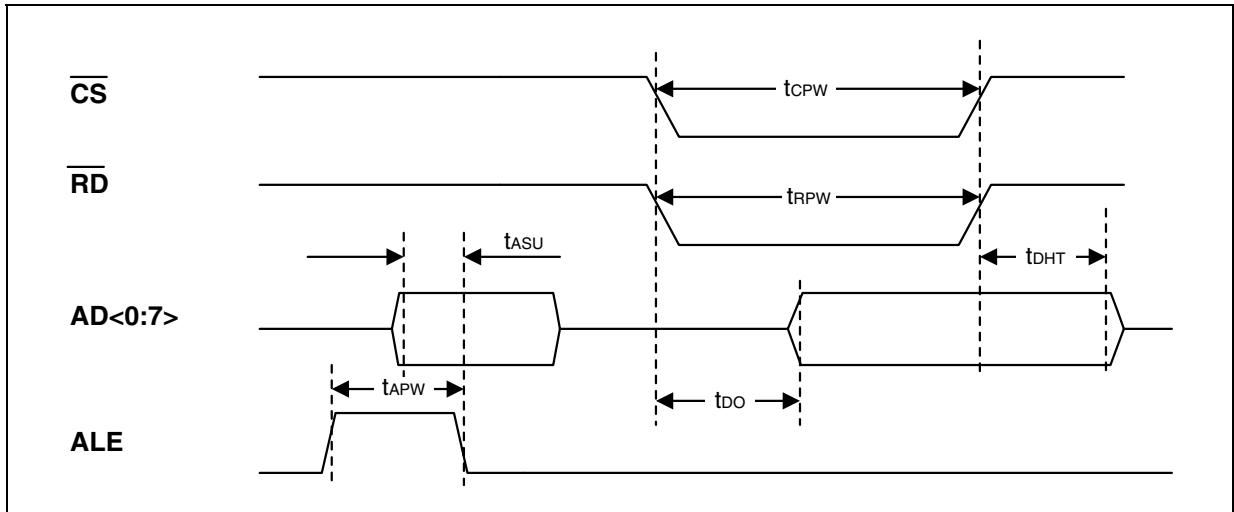 CS
tCPW
RD
tRPW
tASU
tDHT
AD<0:7>
tAPW
tDO
ALE